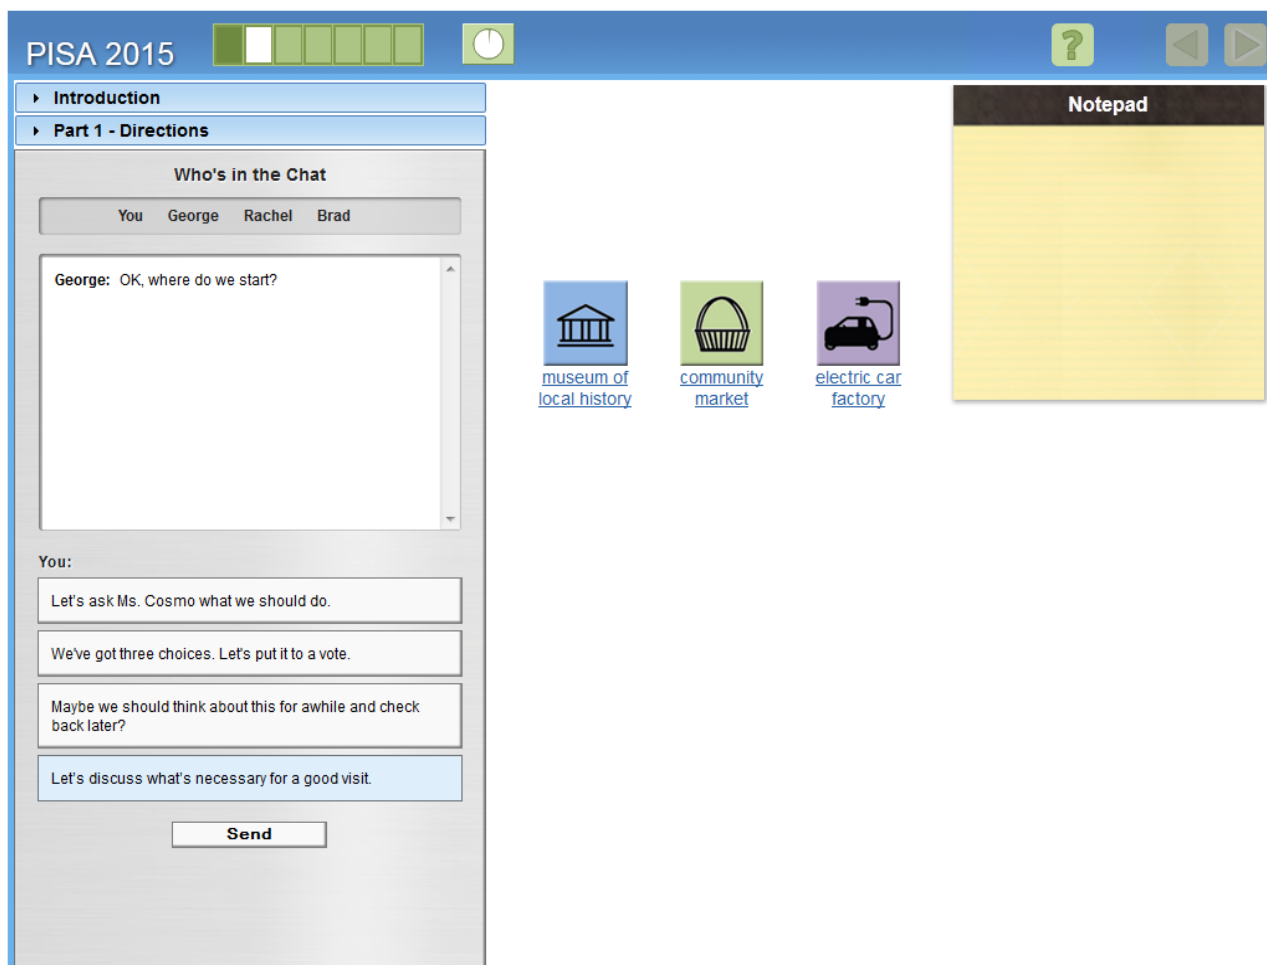 PISA 2015
?
Introduction
Part 1 - Directions
Who's in the Chat
You George Rachel Brad
George: OK, where do we start?
You:
Let's ask Ms. Cosmo what we should do.
We've got three choices. Let's put it to a vote.
Maybe we should think about this for awhile and check
back later?
Let's discuss what's necessary for a good visit.
Send
museum of
local history
community
market
electric car
factory
Notepad